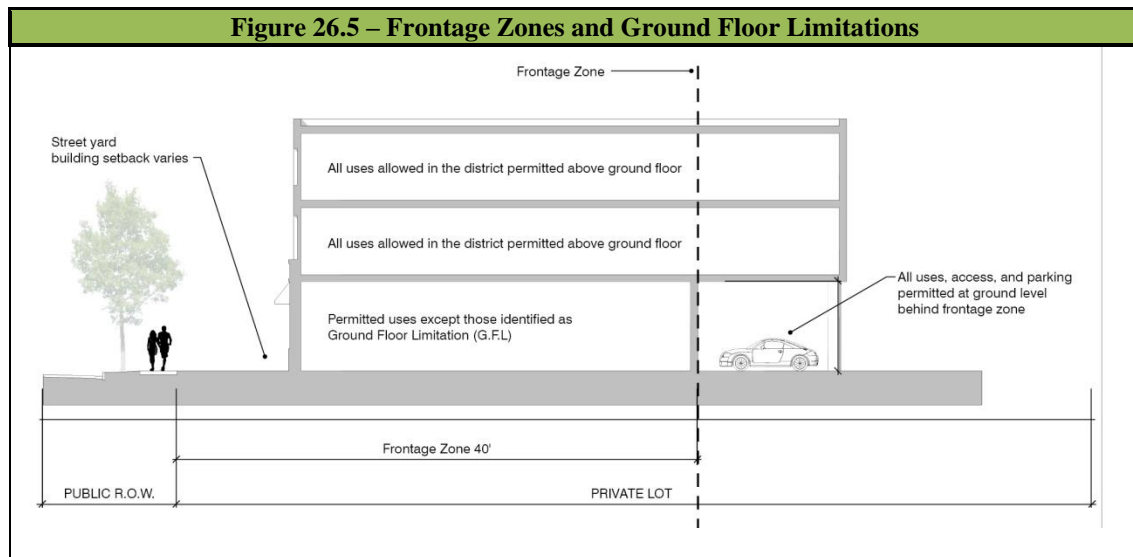 Figure 26.5 – Frontage Zones and Ground Floor Limitations
Frontage Zone
Street yard
building setback varies
All uses allowed in the district permitted above ground floor
All uses allowed in the district permitted above ground floor
All uses, access, and parking
permitted at ground level
behind frontage zone
Permitted uses except those identified as
Ground Floor Limitation (G.F.L)
Frontage Zone 40'
PUBLIC R.O.W.
PRIVATE LOT